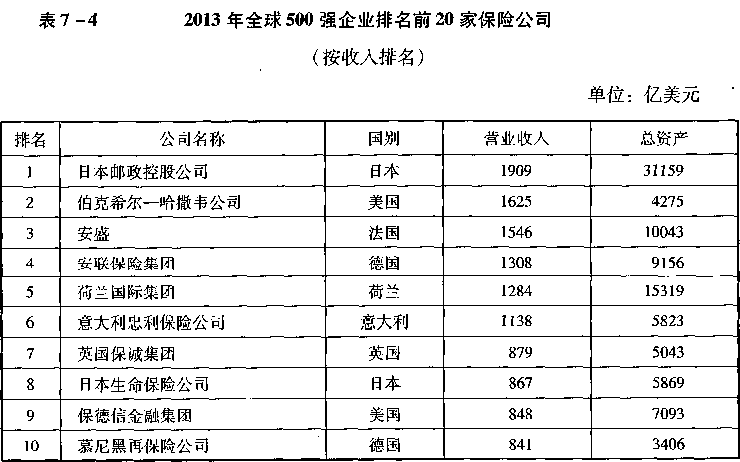 表 7-4 2013 年全球 500 强企业排名前 20 家保险公司
（按收入排名）
单位：亿美元
排名 公司名称 国别 营业收入 总资产
1 日本邮政控股公司 日本 1909 31159
2 伯克希尔—哈撒韦公司 美国 1625 4275
3 安盛 法国 1546 10043
4 安联保险集团 德国 1308 9156
5 荷兰国际集团 荷兰 1284 15319
6 意大利忠利保险公司 意大利 1138 5823
7 英国保诚集团 英国 879 5043
8 日本生命保险公司 日本 867 5869
9 保德信金融集团 美国 848 7093
10 慕尼黑再保险公司 德国 841 3406